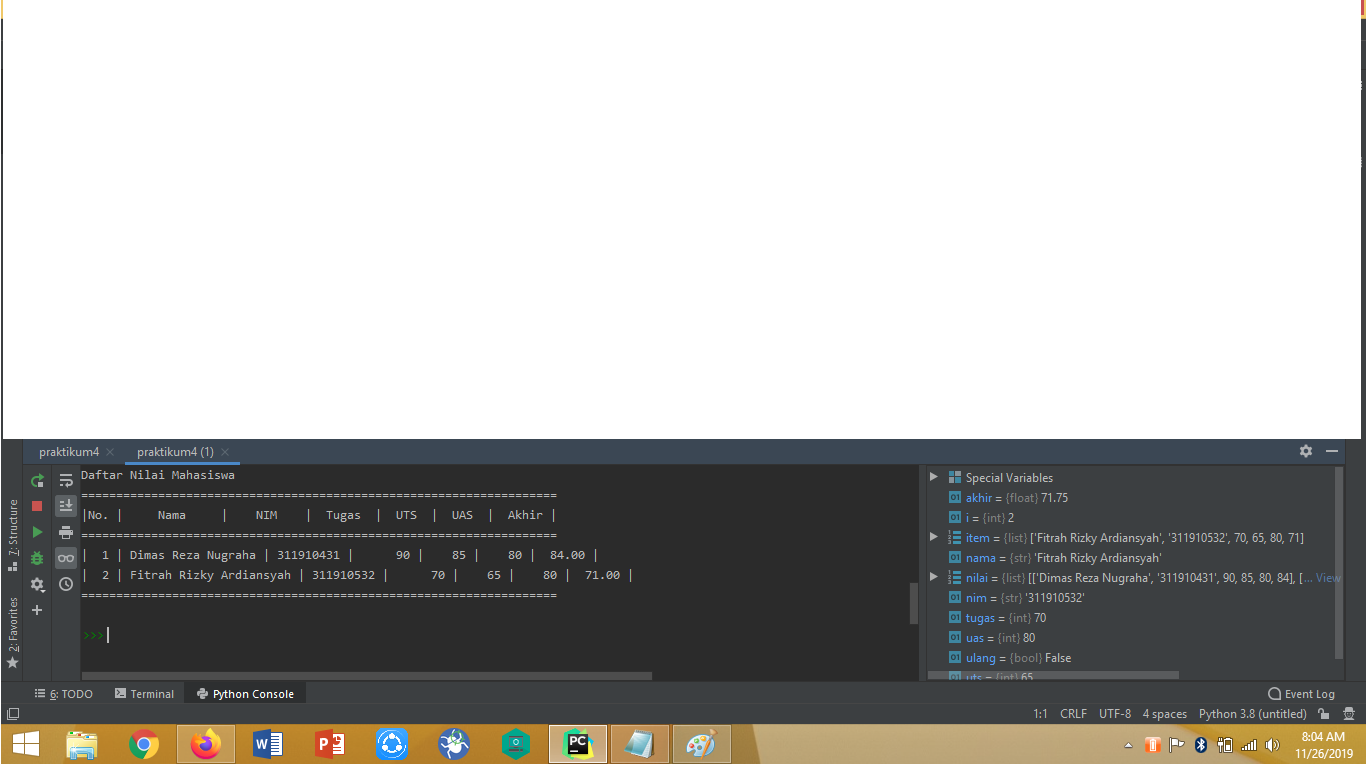 praktikum4
praktikum4 (1)
Daftar Nilai Mahasiswa
====================================================================
|No. |     Nama     |    NIM    |  Tugas  |  UTS  |  UAS  |  Akhir |
====================================================================
|  1 | Dimas Reza Nugraha | 311910431 |      90 |    85 |    80 |  84.00 |
|  2 | Fitrah Rizky Ardiansyah | 311910532 |      70 |    65 |    80 |  71.00 |
====================================================================
>>>
Special Variables
akhir = {float} 71.75
i = {int} 2
item = {list} ['Fitrah Rizky Ardiansyah', '311910532', 70, 65, 80, 71]
nama = {str} 'Fitrah Rizky Ardiansyah'
nilai = {list} [['Dimas Reza Nugraha', '311910431', 90, 85, 80, 84], [... View
nim = {str} '311910532'
tugas = {int} 70
uas = {int} 80
ulang = {bool} False
uts = {int} 65
7: Structure
2: Favorites
6: TODO
Terminal
Python Console
Event Log
1:1 CRLF UTF-8 4 spaces Python 3.8 (untitled)
8:04 AM
11/26/2019